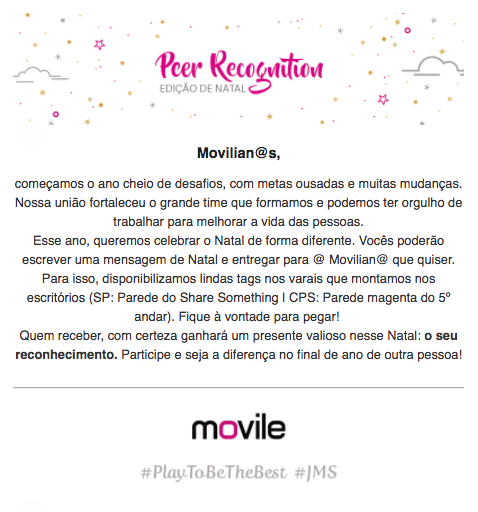 Peer Recognition
EDIÇÃO DE NATAL
Movilian@s,
começamos o ano cheio de desafios, com metas ousadas e muitas mudanças.
Nossa união fortaleceu o grande time que formamos e podemos ter orgulho de
trabalhar para melhorar a vida das pessoas.
Esse ano, queremos celebrar o Natal de forma diferente. Vocês poderão
escrever uma mensagem de Natal e entregar para @ Movilian@ que quiser.
Para isso, disponibilizamos lindas tags nos varais que montamos nos
escritórios (SP: Parede do Share Something | CPS: Parede magenta do 5º
andar). Fique à vontade para pegar!
Quem receber, com certeza ganhará um presente valioso nesse Natal: o seu
reconhecimento. Participe e seja a diferença no final de ano de outra pessoa!
movile
#PlayToBeTheBest #JMS